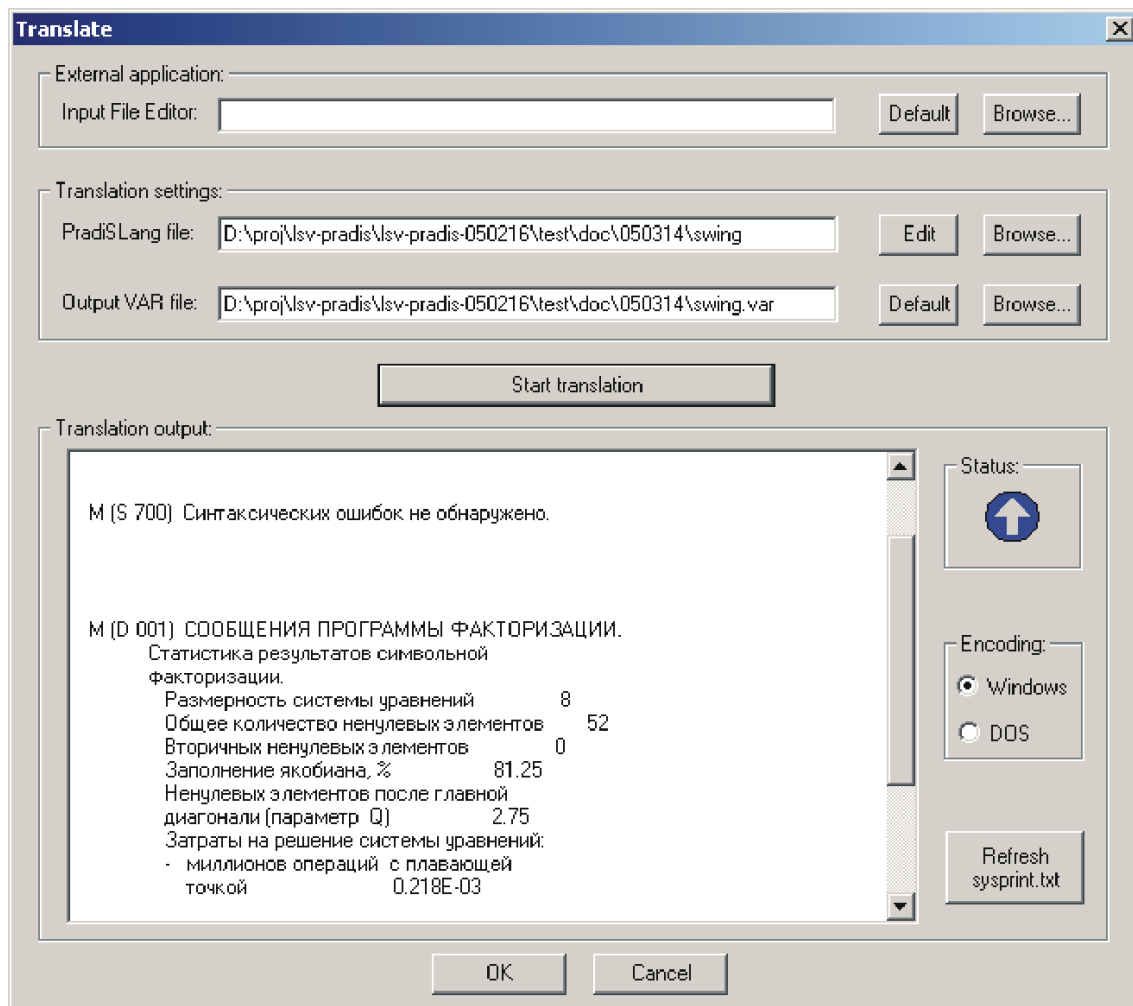 Translate
External application:
Input File Editor: Default Browse...
Translation settings:
PradiSLang file: D:\proj\lsv-pradis\lsv-pradis-050216\test\doc\050314\swing Edit Browse...
Output VAR file: D:\proj\lsv-pradis\lsv-pradis-050216\test\doc\050314\swing.var Default Browse...
Start translation
Translation output:
M (S 700) Синтаксических ошибок не обнаружено.
M (D 001) СООБЩЕНИЯ ПРОГРАММЫ ФАКТОРИЗАЦИИ.
Статистика результатов символьной
факторизации.
Размерность системы уравнений 8
Общее количество ненулевых элементов 52
Вторичных ненулевых элементов 0
Заполнение якобиана, % 81.25
Ненулевых элементов после главной
диагонали (параметр Q) 2.75
Затраты на решение системы уравнений:
- миллионов операций с плавающей
точкой 0.218E-03
Status:
Encoding:
Windows
DOS
Refresh
sysprint.txt
OK Cancel